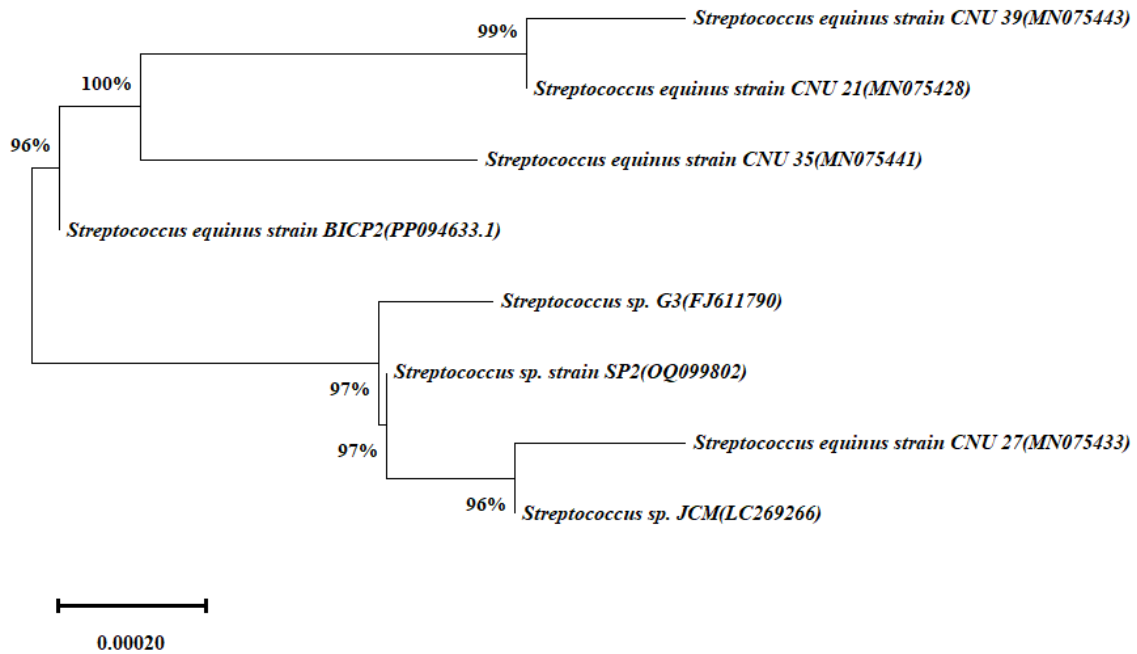 Streptococcus equinus strain CNU 39(MN075443)
99%
100%
Streptococcus equinus strain CNU 21(MN075428)
96%
Streptococcus equinus strain CNU 35(MN075441)
Streptococcus equinus strain BICP2(PP094633.1)
Streptococcus sp. G3(FJ611790)
Streptococcus sp. strain SP2(OQ099802)
97%
97%
Streptococcus equinus strain CNU 27(MN075433)
96%
Streptococcus sp. JCM(LC269266)
0.00020